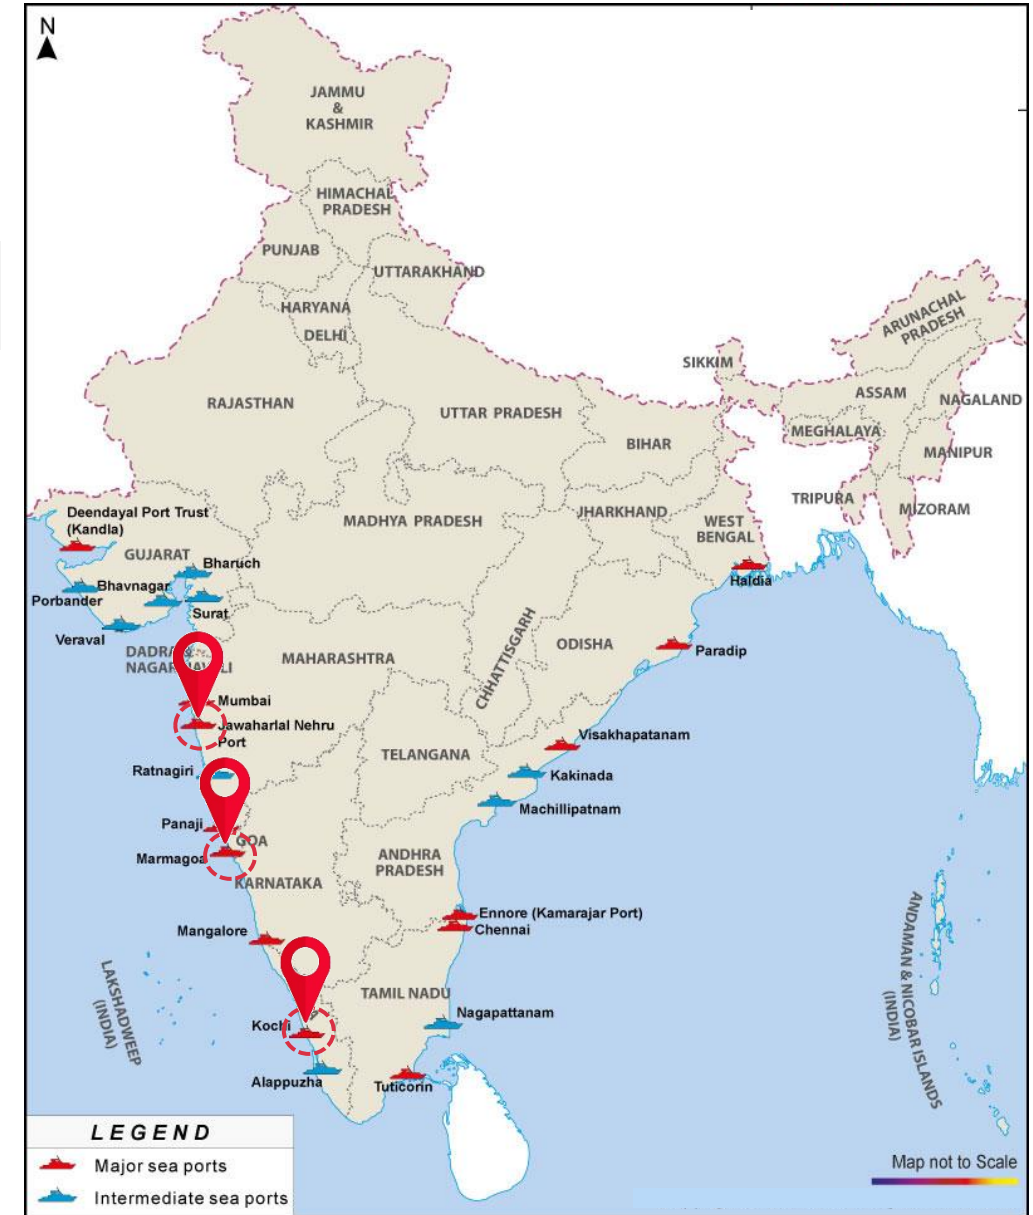 N
JAMMU
&
KASHMIR
HIMACHAL
PRADESH
PUNJAB
UTTARAKHAND
HARYANA
DELHI
ARUNACHAL
PRADESH
SIKKIM
ASSAM
NAGALAND
RAJASTHAN
UTTAR PRADESH
MEGHALAYA
BIHAR
MANIPUR
TRIPURA
MIZORAM
Deendayal Port Trust
(Kandla)
MADHYA PRADESH
JHARKHAND
WEST
BENGAL
GUJARAT
Bharuch
Bhavnagar
Haldia
Porbander
Surat
Veraval
CHHATTISGARH
ODISHA
DADRA
NAGAR
MAHARASHTRA
Paradip
Mumbai
Jawaharlal Nehru
Port
Visakhapatanam
TELANGANA
Ratnagiri
Kakinada
Machillipatnam
Panaji
GOA
Marmagoa
ANDHRA
PRADESH
KARNATAKA
Ennore (Kamarajar Port)
Chennai
Mangalore
LAKSHADWEEP
(INDIA)
ANDAMAN & NICOBAR ISLANDS
(INDIA)
TAMIL NADU
Nagapattanam
Kochi
Alappuzha
Tuticorin
LEGEND
Major sea ports
Intermediate sea ports
Map not to Scale